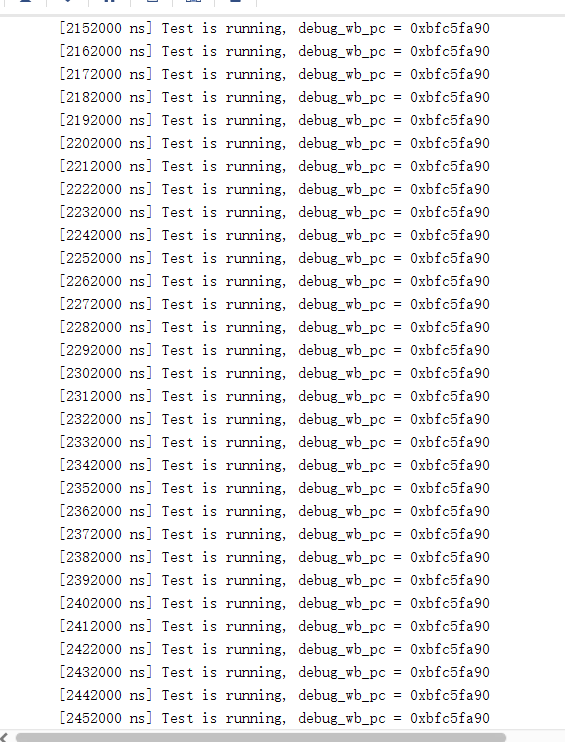 [2152000 ns] Test is running, debug_wb_pc = 0xbfc5fa90
[2162000 ns] Test is running, debug_wb_pc = 0xbfc5fa90
[2172000 ns] Test is running, debug_wb_pc = 0xbfc5fa90
[2182000 ns] Test is running, debug_wb_pc = 0xbfc5fa90
[2192000 ns] Test is running, debug_wb_pc = 0xbfc5fa90
[2202000 ns] Test is running, debug_wb_pc = 0xbfc5fa90
[2212000 ns] Test is running, debug_wb_pc = 0xbfc5fa90
[2222000 ns] Test is running, debug_wb_pc = 0xbfc5fa90
[2232000 ns] Test is running, debug_wb_pc = 0xbfc5fa90
[2242000 ns] Test is running, debug_wb_pc = 0xbfc5fa90
[2252000 ns] Test is running, debug_wb_pc = 0xbfc5fa90
[2262000 ns] Test is running, debug_wb_pc = 0xbfc5fa90
[2272000 ns] Test is running, debug_wb_pc = 0xbfc5fa90
[2282000 ns] Test is running, debug_wb_pc = 0xbfc5fa90
[2292000 ns] Test is running, debug_wb_pc = 0xbfc5fa90
[2302000 ns] Test is running, debug_wb_pc = 0xbfc5fa90
[2312000 ns] Test is running, debug_wb_pc = 0xbfc5fa90
[2322000 ns] Test is running, debug_wb_pc = 0xbfc5fa90
[2332000 ns] Test is running, debug_wb_pc = 0xbfc5fa90
[2342000 ns] Test is running, debug_wb_pc = 0xbfc5fa90
[2352000 ns] Test is running, debug_wb_pc = 0xbfc5fa90
[2362000 ns] Test is running, debug_wb_pc = 0xbfc5fa90
[2372000 ns] Test is running, debug_wb_pc = 0xbfc5fa90
[2382000 ns] Test is running, debug_wb_pc = 0xbfc5fa90
[2392000 ns] Test is running, debug_wb_pc = 0xbfc5fa90
[2402000 ns] Test is running, debug_wb_pc = 0xbfc5fa90
[2412000 ns] Test is running, debug_wb_pc = 0xbfc5fa90
[2422000 ns] Test is running, debug_wb_pc = 0xbfc5fa90
[2432000 ns] Test is running, debug_wb_pc = 0xbfc5fa90
[2442000 ns] Test is running, debug_wb_pc = 0xbfc5fa90
[2452000 ns] Test is running, debug_wb_pc = 0xbfc5fa90